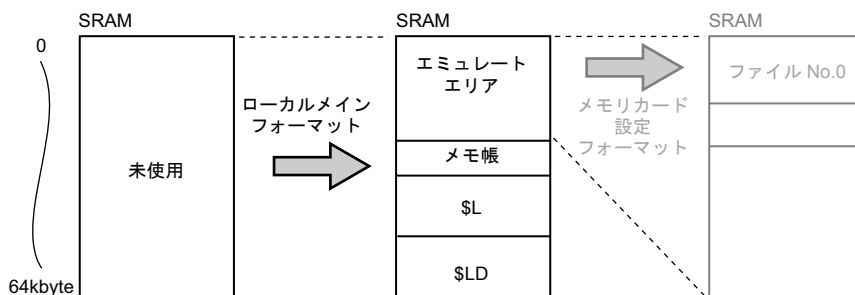 SRAM
0
64kbyte
未使用
ローカルメイン
フォーマット
SRAM
エミュレート
エリア
メモ帳
$L
$LD
メモリカード
設定
フォーマット
SRAM
ファイル No.0